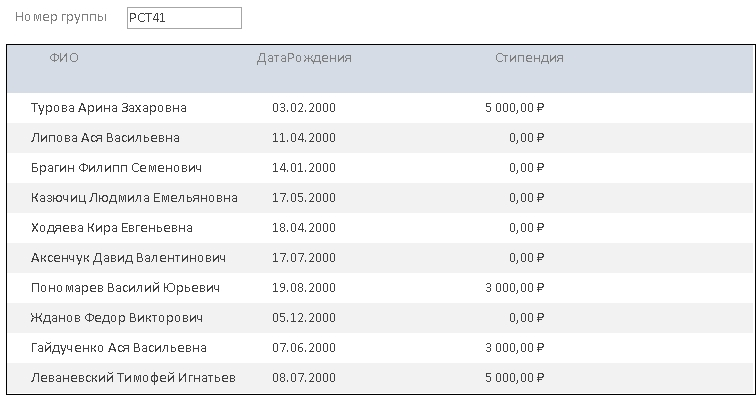 Номер группы РСТ41
ФИО ДатаРождения Стипендия
Турова Арина Захаровна 03.02.2000 5 000,00 ₽
Липова Ася Васильевна 11.04.2000 0,00 ₽
Брагин Филипп Семенович 14.01.2000 0,00 ₽
Казючиц Людмила Емельяновна 17.05.2000 0,00 ₽
Ходяева Кира Евгеньевна 18.04.2000 0,00 ₽
Аксенчук Давид Валентинович 17.07.2000 0,00 ₽
Пономарев Василий Юрьевич 19.08.2000 3 000,00 ₽
Жданов Федор Викторович 05.12.2000 0,00 ₽
Гайдученко Ася Васильевна 07.06.2000 3 000,00 ₽
Леваневский Тимофей Игнатьев 08.07.2000 5 000,00 ₽